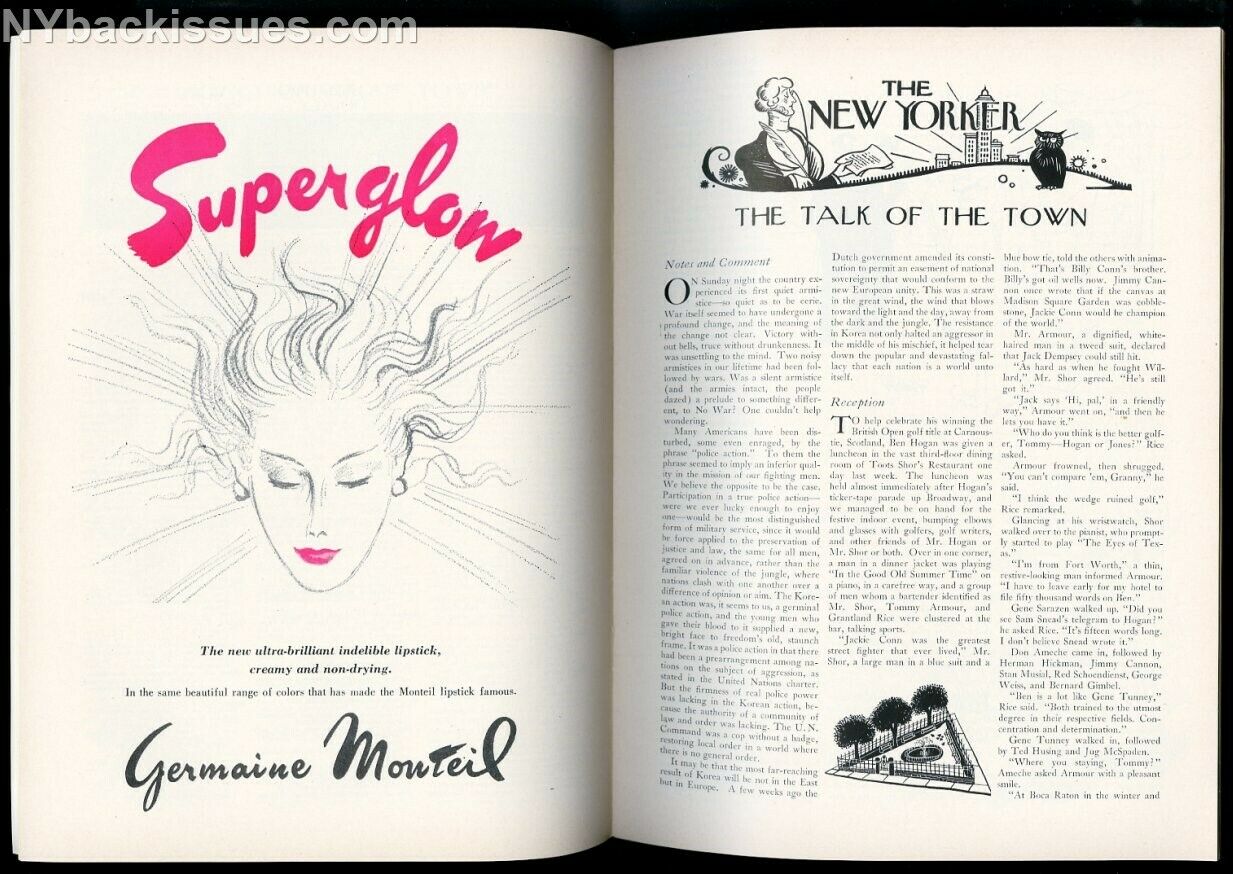 NYbackissues.com
Superglow
The new ultra-brilliant indelible lipstick,
creamy and non-drying.
In the same beautiful range of colors that has made the Monteil lipstick famous.
Germaine Monteil
THE
NEW YORKER
THE TALK OF THE TOWN
Notes and Comment
ON Sunday night the country ex-
perienced its first quiet armi-
stice—so quiet as to be eerie.
War itself seemed to have undergone a
profound change, and the meaning of
the change not clear. Victory with-
out bells, truce without drunkenness. It
was unsettling to the mind. Two noisy
armistices in our lifetime had been fol-
lowed by wars. Was a silent armistice
(and the armies intact, the people
dazed) a prelude to something differ-
ent, to No War? One couldn't help
wondering.
Many Americans have been dis-
turbed, some even enraged, by the
phrase "police action." To them the
phrase seemed to imply an inferior qual-
ity in the mission of our fighting men.
We believe the opposite to be the case.
Participation in a true police action—
were we ever lucky enough to enjoy
one—would be the most distinguished
form of military service, since it would
be force applied to the preservation of
justice and law, the same for all men,
agreed on in advance, rather than the
familiar violence of the jungle, where
nations clash with one another over a
difference of opinion or aim. The Kore-
an action was, it seems to us, a germinal
police action, and the young men who
gave their blood to it supplied a new,
bright face to freedom's old, staunch
frame. It was a police action in that there
had been a prearrangement among na-
tions on the subject of aggression, as
stated in the United Nations charter.
But the firmness of real police power
was lacking in the Korean action, be-
cause the authority of a community of
law and order was lacking. The U.N.
Command was a cop without a badge,
restoring local order in a world where
there is no general order.
It may be that the most far-reaching
result of Korea will be not in the East
but in Europe. A few weeks ago the
Dutch government amended its consti-
tution to permit an easement of national
sovereignty that would conform to the
new European unity. This was a straw
in the great wind, the wind that blows
toward the light and the day, away from
the dark and the jungle. The resistance
in Korea not only halted an aggressor in
the middle of his mischief, it helped tear
down the popular and devastating fal-
lacy that each nation is a world unto
itself.
Reception
TO help celebrate his winning the
British Open golf title at Carnous-
tie, Scotland, Ben Hogan was given a
luncheon in the vast third-floor dining
room of Toots Shor's Restaurant one
day last week. The luncheon was
held almost immediately after Hogan's
ticker-tape parade up Broadway, and
we managed to be on hand for the
festive indoor event, bumping elbows
and glasses with golfers, golf writers,
and other friends of Mr. Hogan or
Mr. Shor or both. Over in one corner,
a man in a dinner jacket was playing
"In the Good Old Summer Time" on
a piano, in a carefree way, and a group
of men whom a bartender identified as
Mr. Shor, Tommy Armour, and
Grantland Rice were clustered at the
bar, talking sports.
"Jackie Conn was the greatest
street fighter that ever lived," Mr.
Shor, a large man in a blue suit and a
blue bow tie, told the others with anima-
tion. "That's Billy Conn's brother.
Billy's got oil wells now. Jimmy Can-
non once wrote that if the canvas at
Madison Square Garden was cobble-
stone, Jackie Conn would be champion
of the world."
Mr. Armour, a dignified, white-
haired man in a tweed suit, declared
that Jack Dempsey could still hit.
"As hard as when he fought Wil-
lard," Mr. Shor agreed. "He's still
got it."
"Jack says 'Hi, pal,' in a friendly
way," Armour went on, "and then he
lets you have it."
"Who do you think is the better golf-
er, Tommy—Hogan or Jones?" Rice
asked.
Armour frowned, then shrugged.
"You can't compare 'em, Granny," he
said.
"I think the wedge ruined golf,"
Rice remarked.
Glancing at his wristwatch, Shor
walked over to the pianist, who prompt-
ly started to play "The Eyes of Tex-
as."
"I'm from Fort Worth," a thin,
restive-looking man informed Armour.
"I have to leave early for my hotel to
file fifty thousand words on Ben."
Gene Sarazen walked up. "Did you
see Sam Snead's telegram to Hogan?"
he asked Rice. "It's fifteen words long.
I don't believe Snead wrote it."
Don Ameche came in, followed by
Herman Hickman, Jimmy Cannon,
Stan Musial, Red Schoendienst, George
Weiss, and Bernard Gimbel.
"Ben is a lot like Gene Tunney,"
Rice said. "Both trained to the utmost
degree in their respective fields. Con-
centration and determination."
Gene Tunney walked in, followed
by Ted Husing and Jug McSpaden.
"Where you staying, Tommy?"
Ameche asked Armour with a pleasant
smile.
"At Boca Raton in the winter and